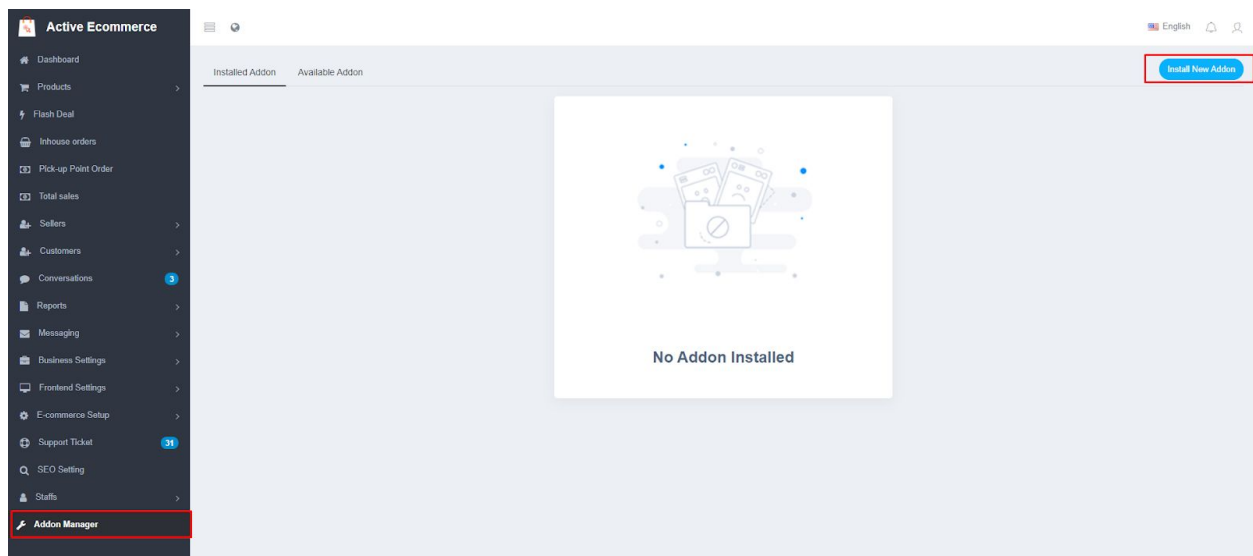 Active Ecommerce
English
Dashboard
Products
Flash Deal
Inhouse orders
Pick-up Point Order
Total sales
Sellers
Customers
Conversations 3
Reports
Messaging
Business Settings
Frontend Settings
E-commerce Setup
Support Ticket 31
SEO Setting
Staffs
Addon Manager
Installed Addon Available Addon
Install New Addon
No Addon Installed